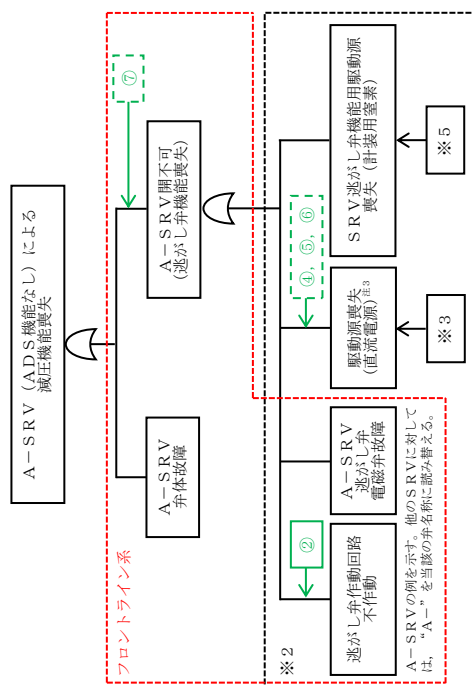 A-SRV(ADS機能なし)による
減圧機能喪失
フロントライン系
A-SRV
弁体故障
A-SRV開不可
(逃がし弁機能喪失)
⑦
※2
逃がし弁作動回路
不作動
②
A-SRV
逃がし弁
電磁弁故障
駆動源喪失
(直流電源)注3
④, ⑤, ⑥
SRV逃がし弁機能用駆動源
喪失(計装用窒素)
※3
※5
A-SRVの例を示す。他のSRVに対して
は, “A-”を当該の弁名称に読み替える。